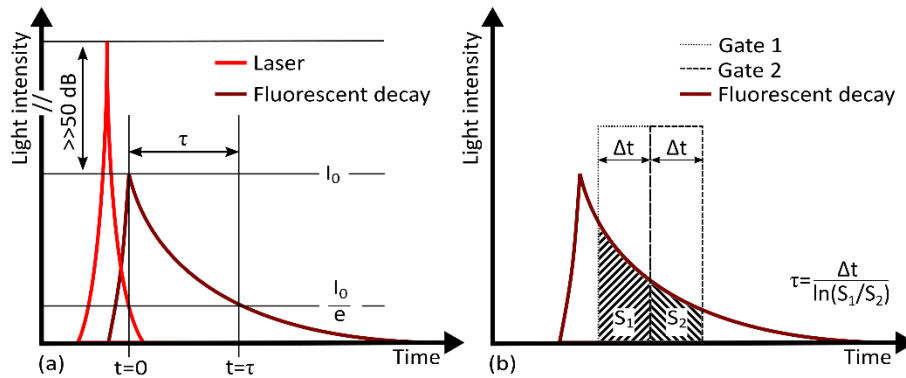 Light intensity
//
>>50 dB
Laser
Fluorescent decay
τ
I₀
I₀
e
Time
(a)
t=0
t=τ
Light intensity
Gate 1
Gate 2
Fluorescent decay
Δt
Δt
τ=Δt/ln(S₁/S₂)
S₁
S₂
Time
(b)